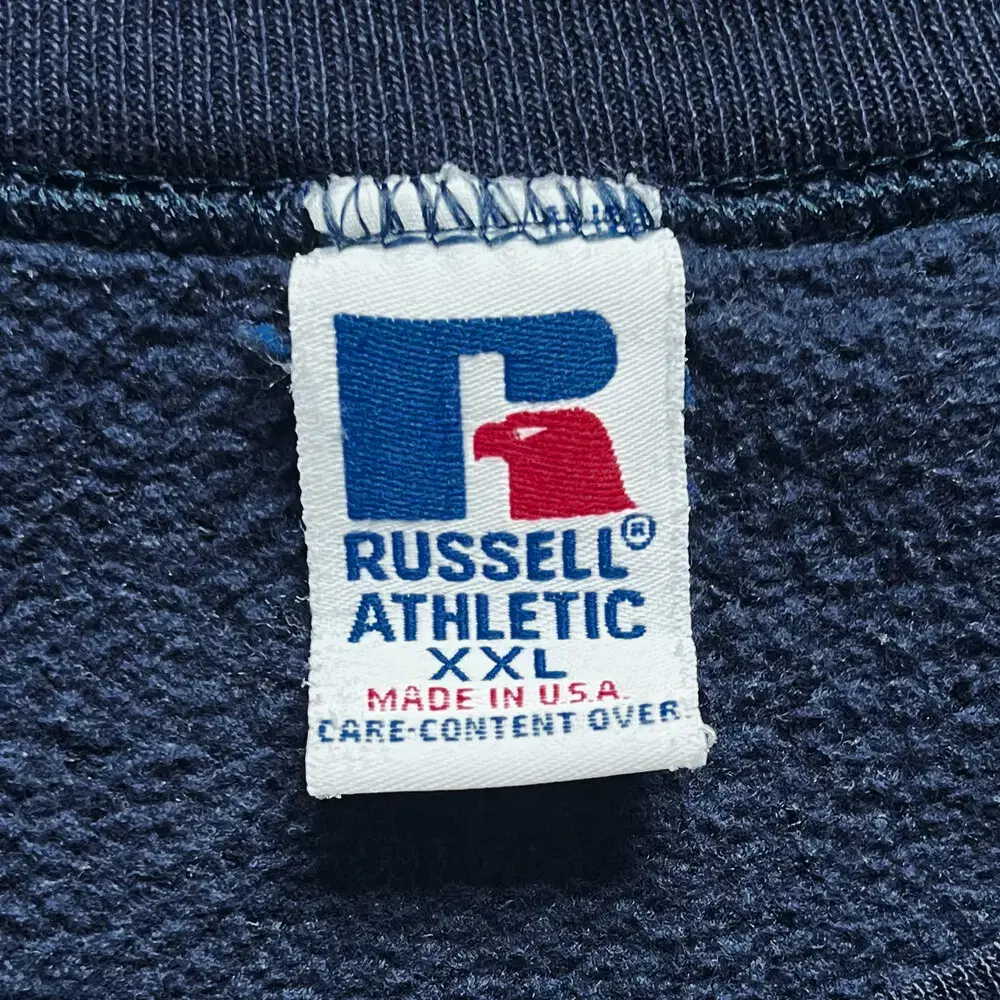 RUSSELL®
ATHLETIC
XXL
MADE IN U.S.A.
CARE-CONTENT OVER